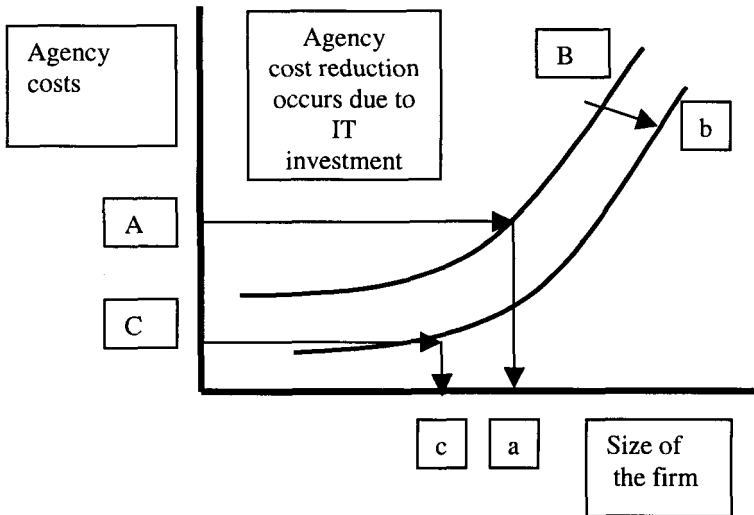 Agency
costs
Agency
cost reduction
occurs due to
IT
investment
B
b
A
C
c
a
Size of
the firm